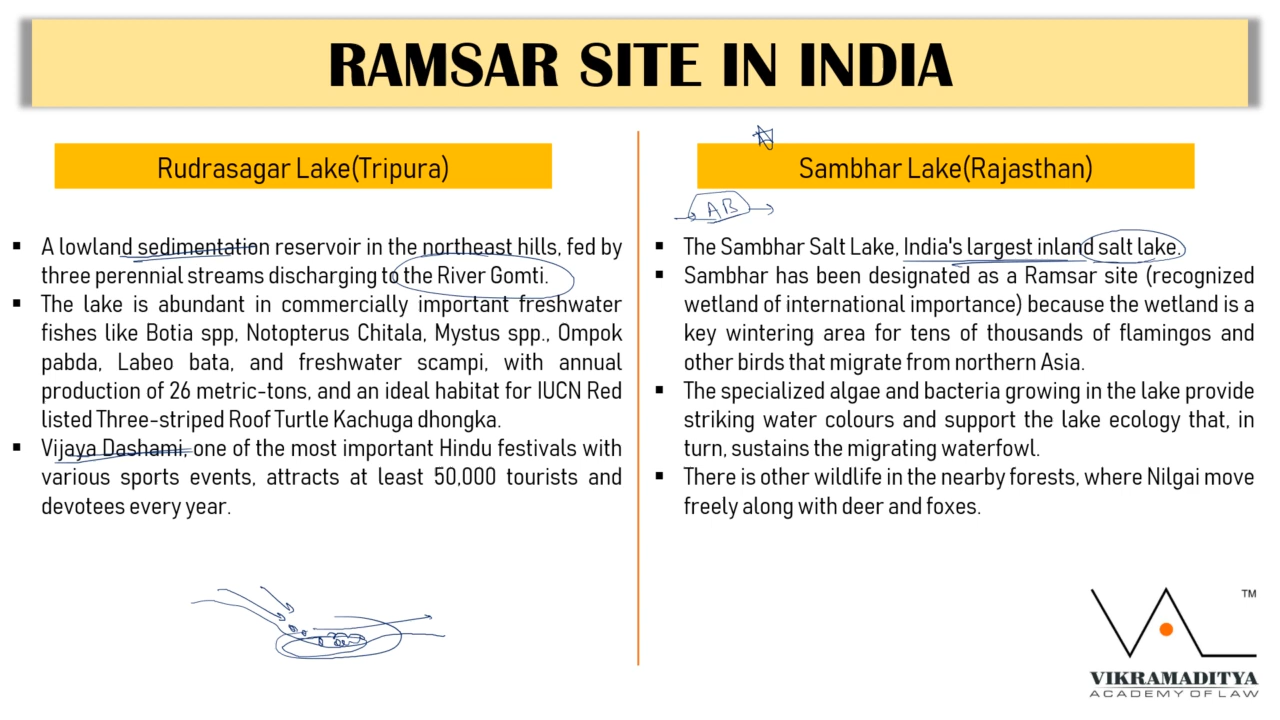 RAMSAR SITE IN INDIA
Rudrasagar Lake(Tripura)
▪ A lowland sedimentation reservoir in the northeast hills, fed by
three perennial streams discharging to the River Gomti.
▪ The lake is abundant in commercially important freshwater
fishes like Botia spp, Notopterus Chitala, Mystus spp., Ompok
pabda, Labeo bata, and freshwater scampi, with annual
production of 26 metric-tons, and an ideal habitat for IUCN Red
listed Three-striped Roof Turtle Kachuga dhongka.
▪ Vijaya Dashami, one of the most important Hindu festivals with
various sports events, attracts at least 50,000 tourists and
devotees every year.
Sambhar Lake(Rajasthan)
AB
▪ The Sambhar Salt Lake, India's largest inland salt lake.
▪ Sambhar has been designated as a Ramsar site (recognized
wetland of international importance) because the wetland is a
key wintering area for tens of thousands of flamingos and
other birds that migrate from northern Asia.
▪ The specialized algae and bacteria growing in the lake provide
striking water colours and support the lake ecology that, in
turn, sustains the migrating waterfowl.
▪ There is other wildlife in the nearby forests, where Nilgai move
freely along with deer and foxes.
TM
VIKRAMADITYA
ACADEMY OF LAW